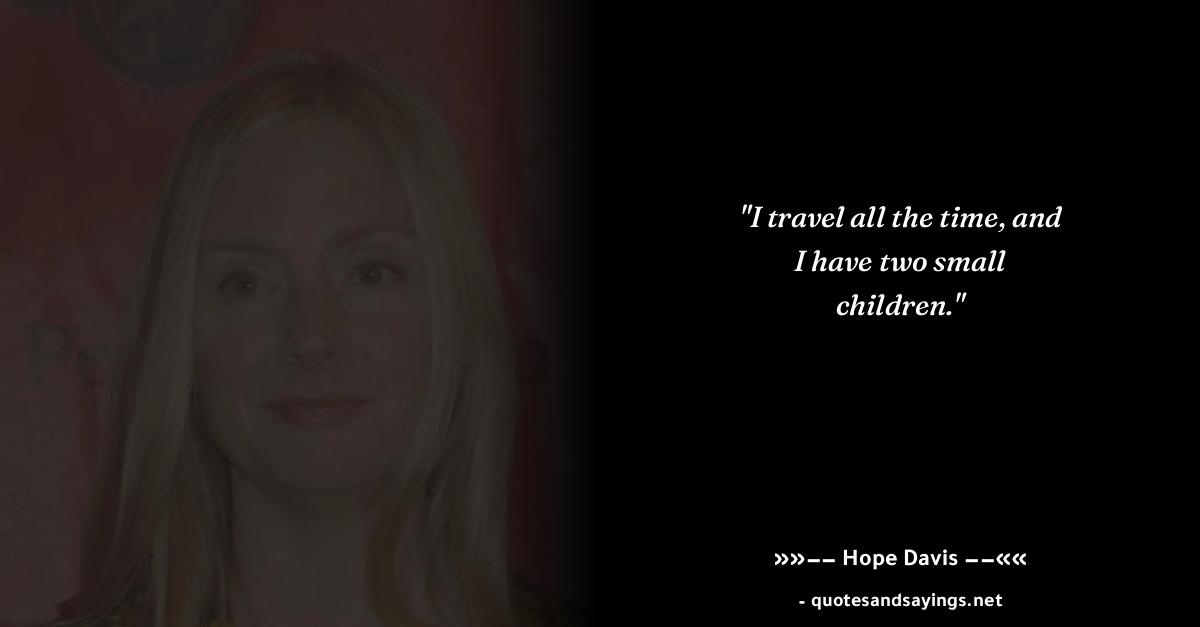 "I travel all the time, and
I have two small
children."
»»−− Hope Davis −−««
- quotesandsayings.net